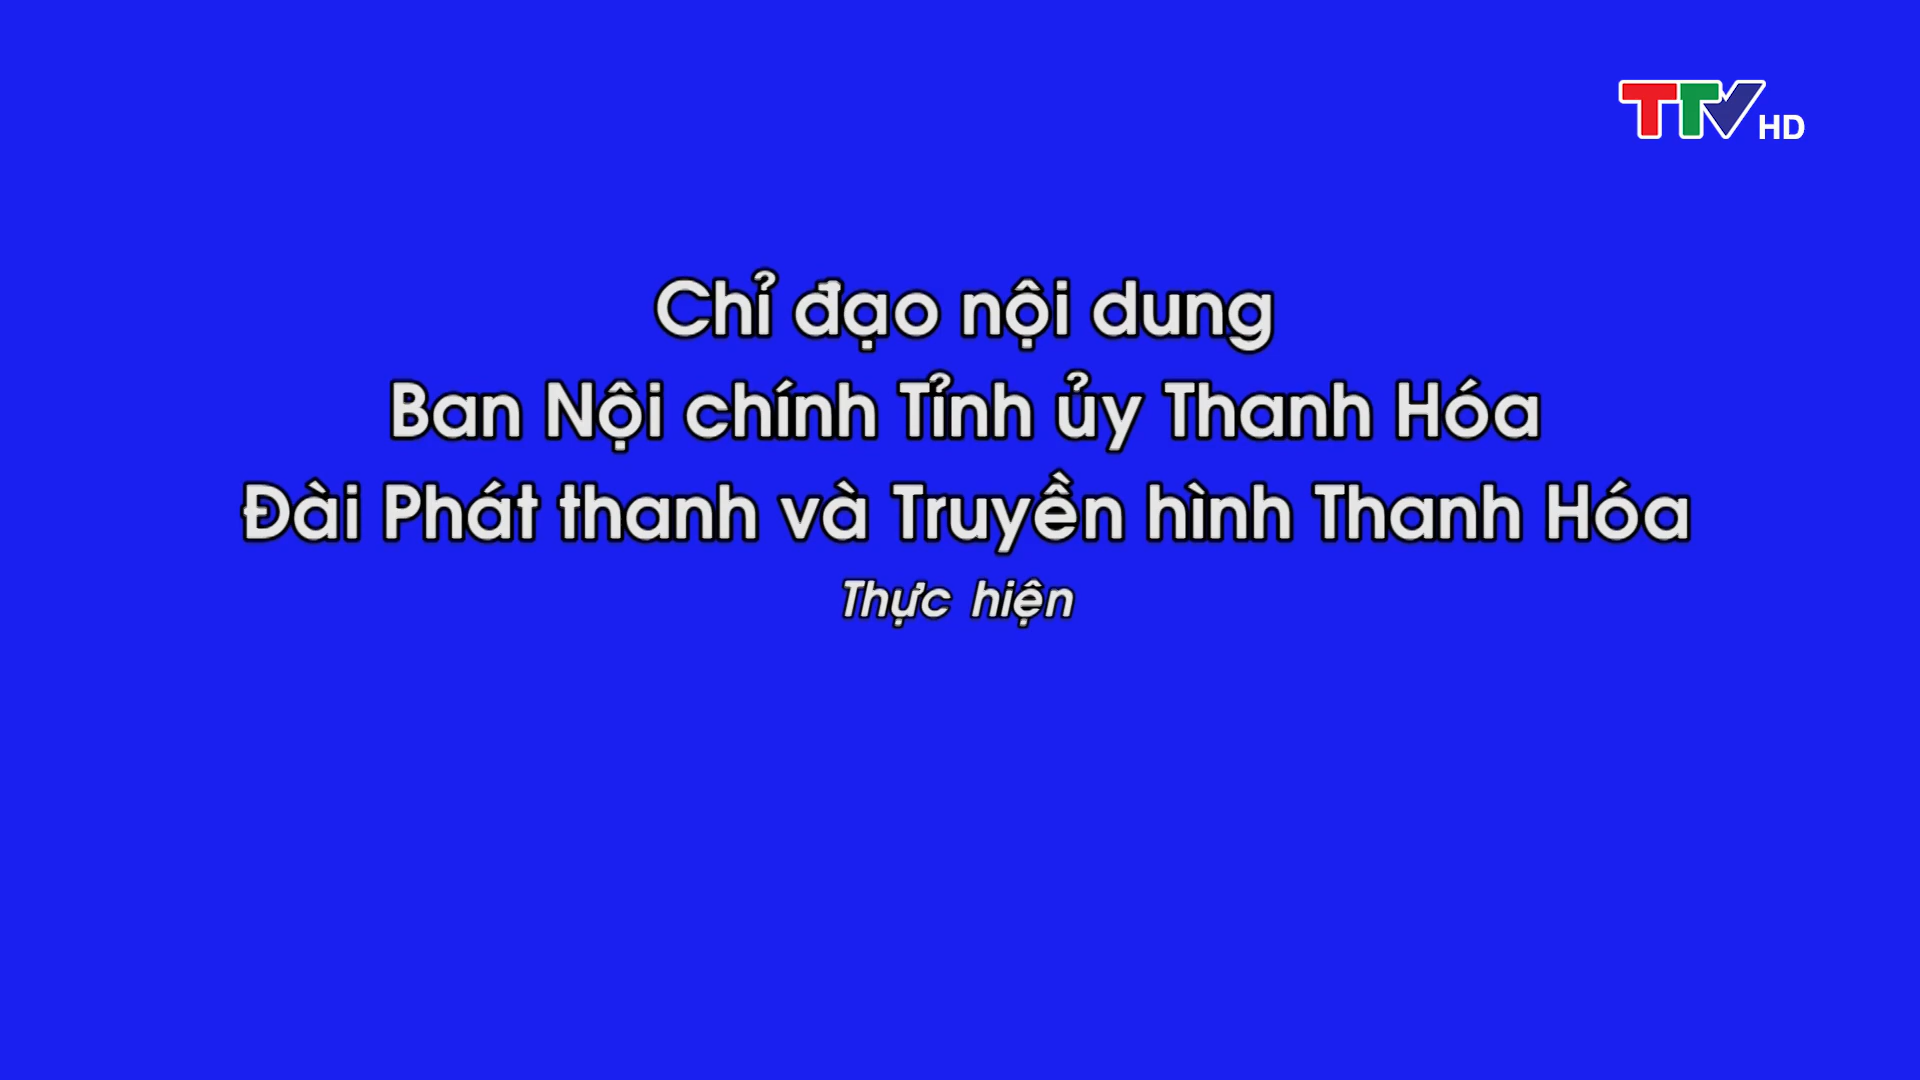 TTV HD
Chỉ đạo nội dung
Ban Nội chính Tỉnh ủy Thanh Hóa
Đài Phát thanh và Truyền hình Thanh Hóa
Thực hiện